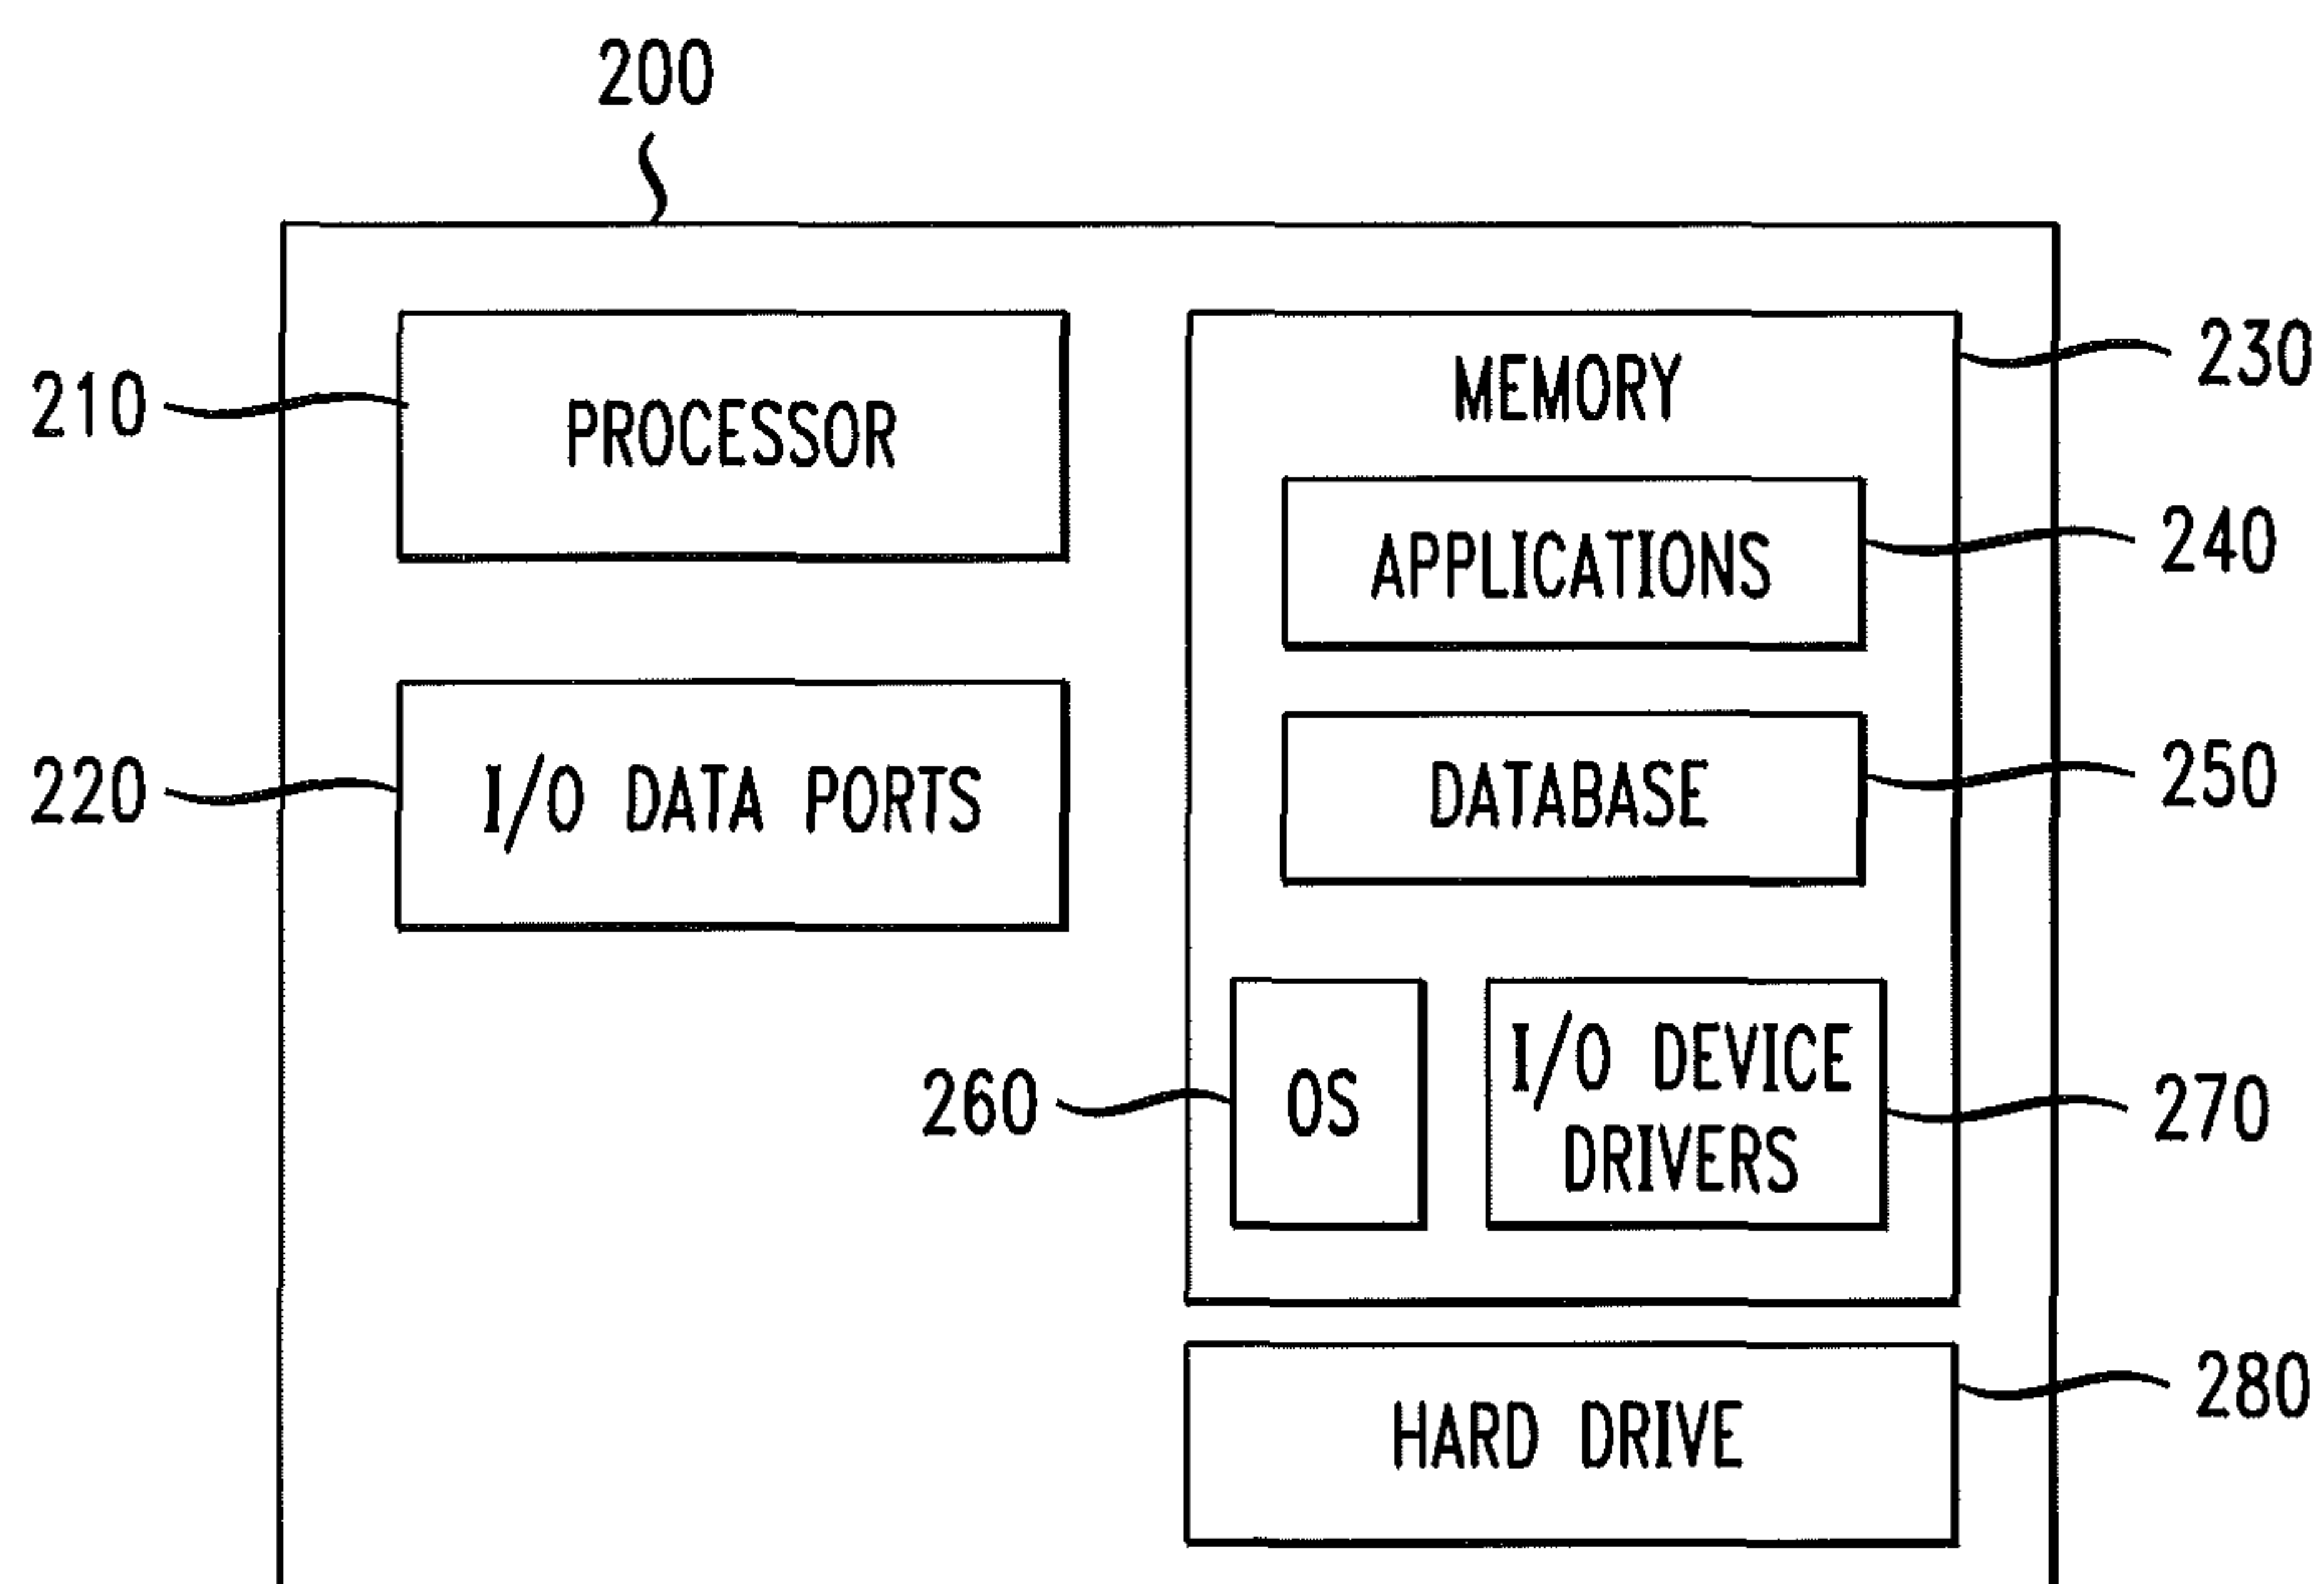 200
210
PROCESSOR
MEMORY
230
APPLICATIONS
240
220
I/O DATA PORTS
DATABASE
250
260
OS
I/O DEVICE
DRIVERS
270
HARD DRIVE
280